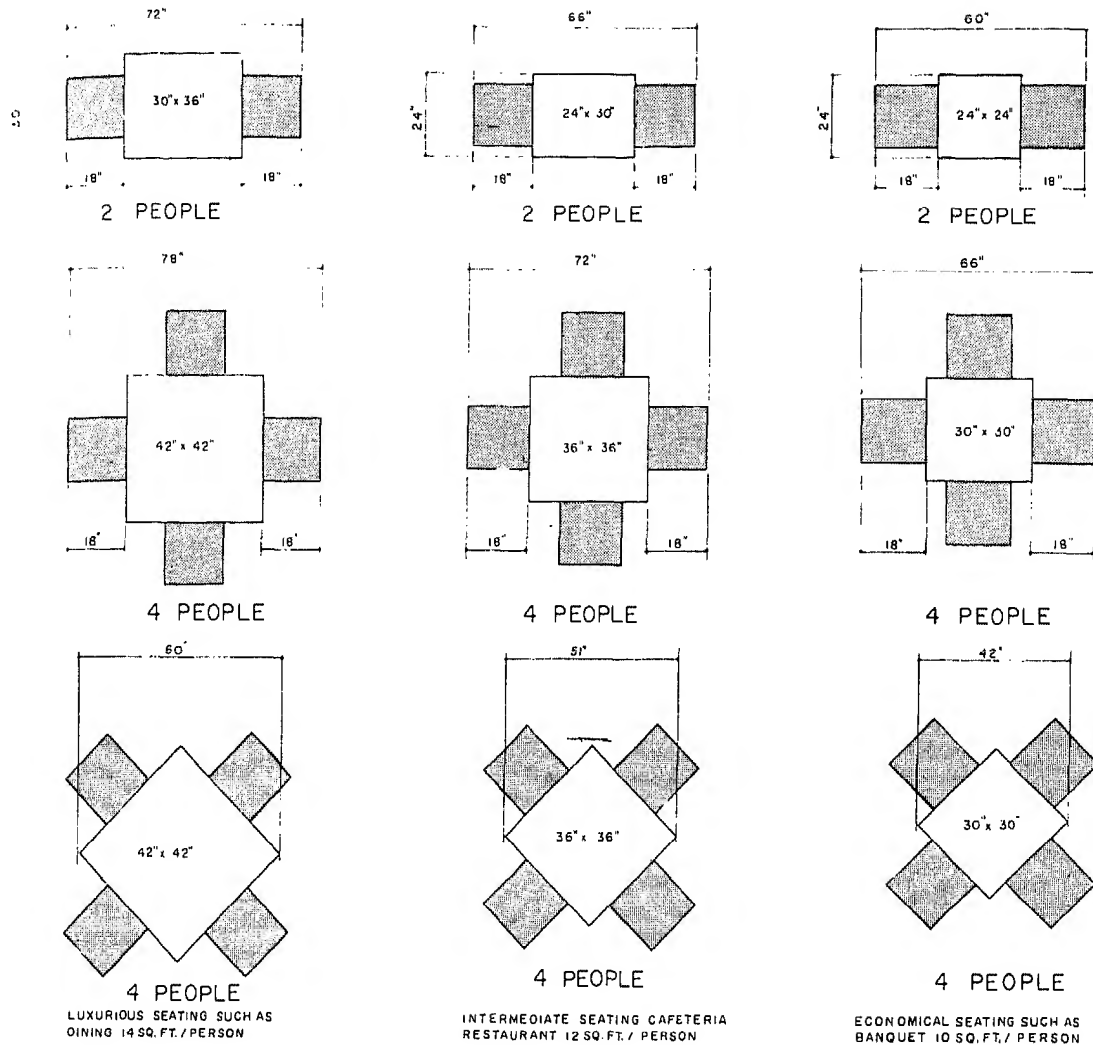 72" 66" 60"
30" x 36" 24" x 30" 24" x 24"
24" 24"
18" 18" 18" 18" 18" 18"
2 PEOPLE 2 PEOPLE 2 PEOPLE
78" 72" 66"
42" x 42" 36" x 36" 30" x 30"
18" 18" 18" 18" 18" 18"
4 PEOPLE 4 PEOPLE 4 PEOPLE
60" 51" 42"
42" x 42" 36" x 36" 30" x 30"
4 PEOPLE 4 PEOPLE 4 PEOPLE
LUXURIOUS SEATING SUCH AS
DINING 14 SQ. FT. / PERSON
INTERMEDIATE SEATING CAFETERIA
RESTAURANT 12 SQ. FT. / PERSON
ECONOMICAL SEATING SUCH AS
BANQUET 10 SQ. FT. / PERSON